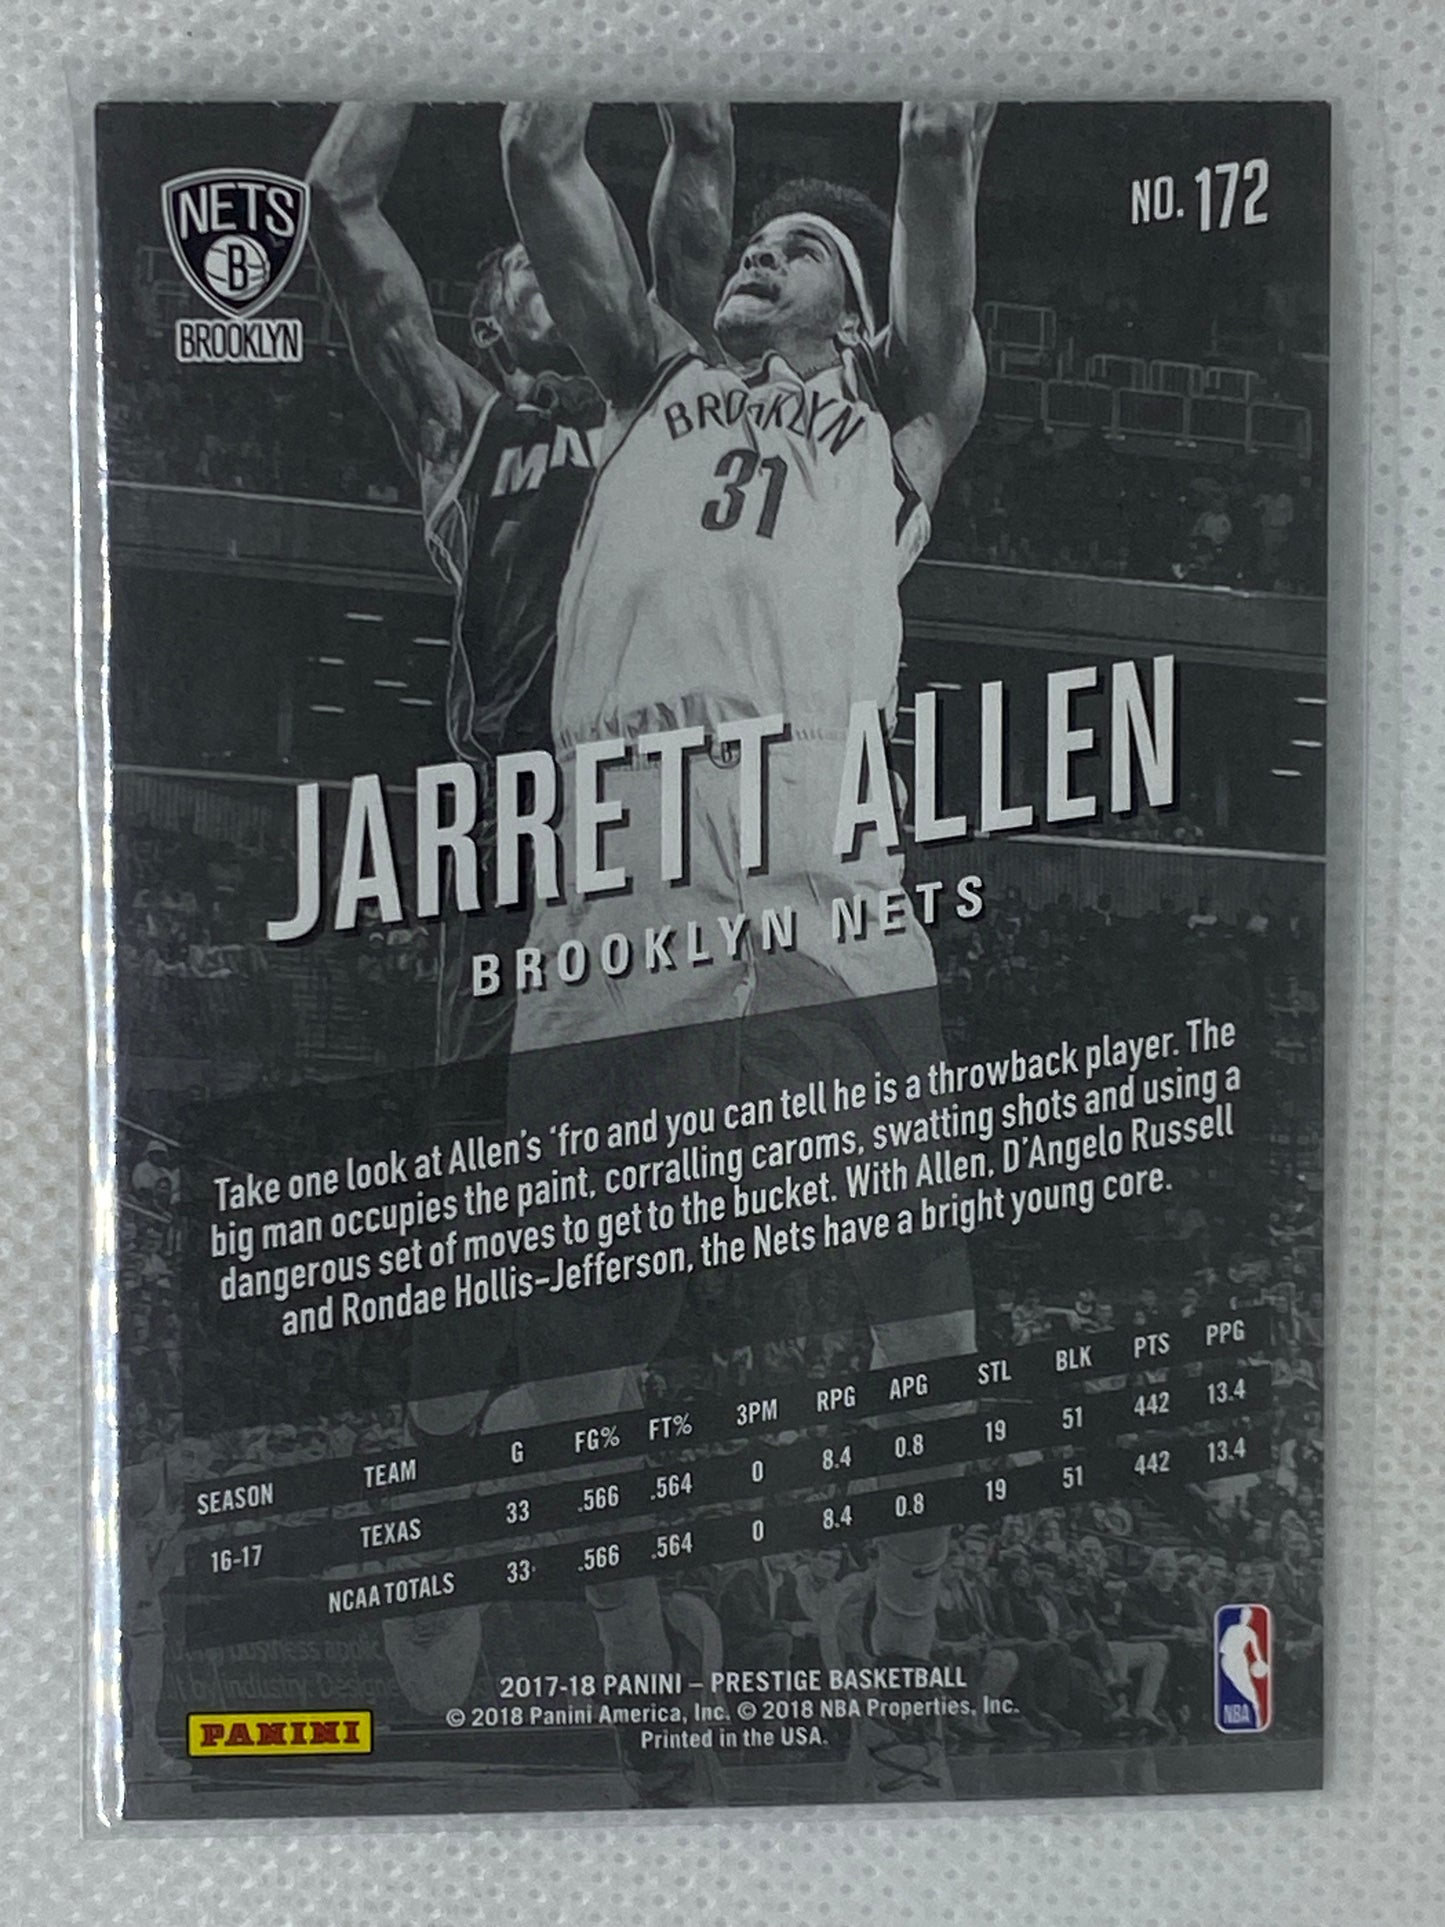 NETS
B
BROOKLYN
NO. 172
BROOKLYN
31
JARRETT ALLEN
BROOKLYN NETS
Take one look at Allen's 'fro and you can tell he is a throwback player. The
big man occupies the paint, corralling caroms, swatting shots and using a
dangerous set of moves to get to the bucket. With Allen, D'Angelo Russell
and Rondae Hollis-Jefferson, the Nets have a bright young core.
SEASON TEAM G FG% FT% 3PM RPG APG STL BLK PTS PPG
16-17 TEXAS 33 .566 .564 0 8.4 0.8 19 51 442 13.4
NCAA TOTALS 33 .566 .564 0 8.4 0.8 19 51 442 13.4
2017-18 PANINI – PRESTIGE BASKETBALL
© 2018 Panini America, Inc. © 2018 NBA Properties, Inc.
Printed in the USA.
PANINI
NBA